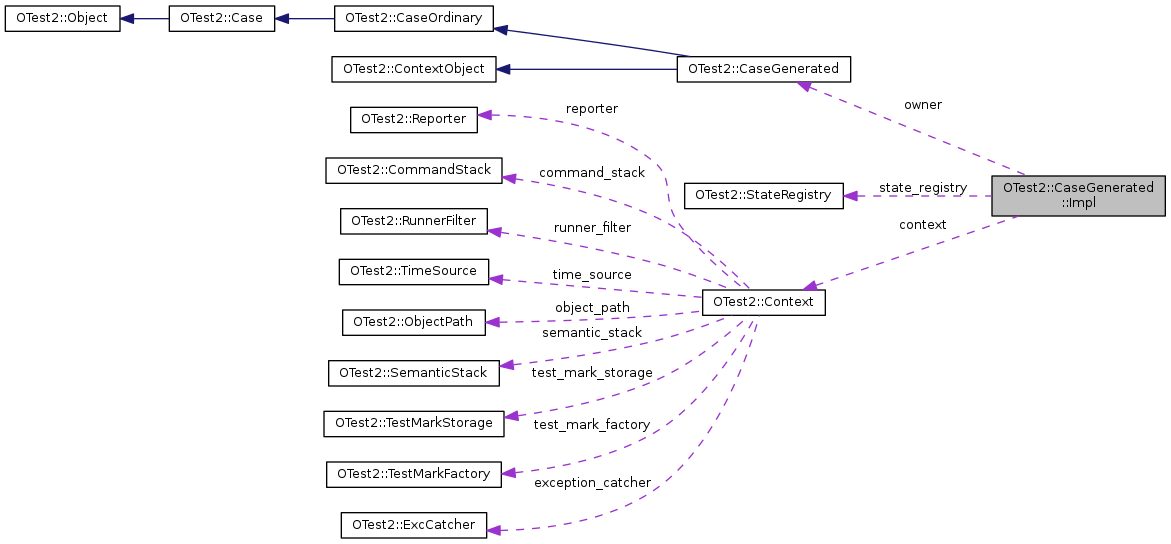 OTest2::Object
OTest2::Case
OTest2::CaseOrdinary
OTest2::ContextObject
OTest2::CaseGenerated
owner
reporter
OTest2::Reporter
command_stack
OTest2::CommandStack
OTest2::StateRegistry
state_registry
OTest2::CaseGenerated
::Impl
runner_filter
OTest2::RunnerFilter
context
time_source
OTest2::TimeSource
OTest2::Context
object_path
OTest2::ObjectPath
semantic_stack
OTest2::SemanticStack
test_mark_storage
OTest2::TestMarkStorage
test_mark_factory
OTest2::TestMarkFactory
exception_catcher
OTest2::ExcCatcher